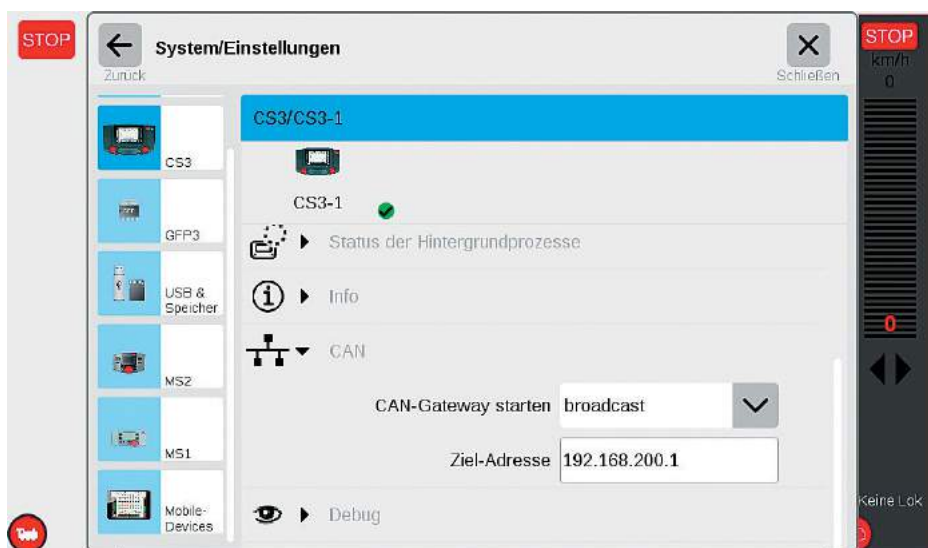 STOP
System/Einstellungen
Zurück
Schließen
STOP
km/h
0
CS3
GFP3
USB &
Speicher
MS2
MS1
Mobile-
Devices
CS3/CS3-1
CS3-1
Status der Hintergrundprozesse
Info
CAN
CAN-Gateway starten broadcast
Ziel-Adresse 192.168.200.1
Debug
0
Keine Lok